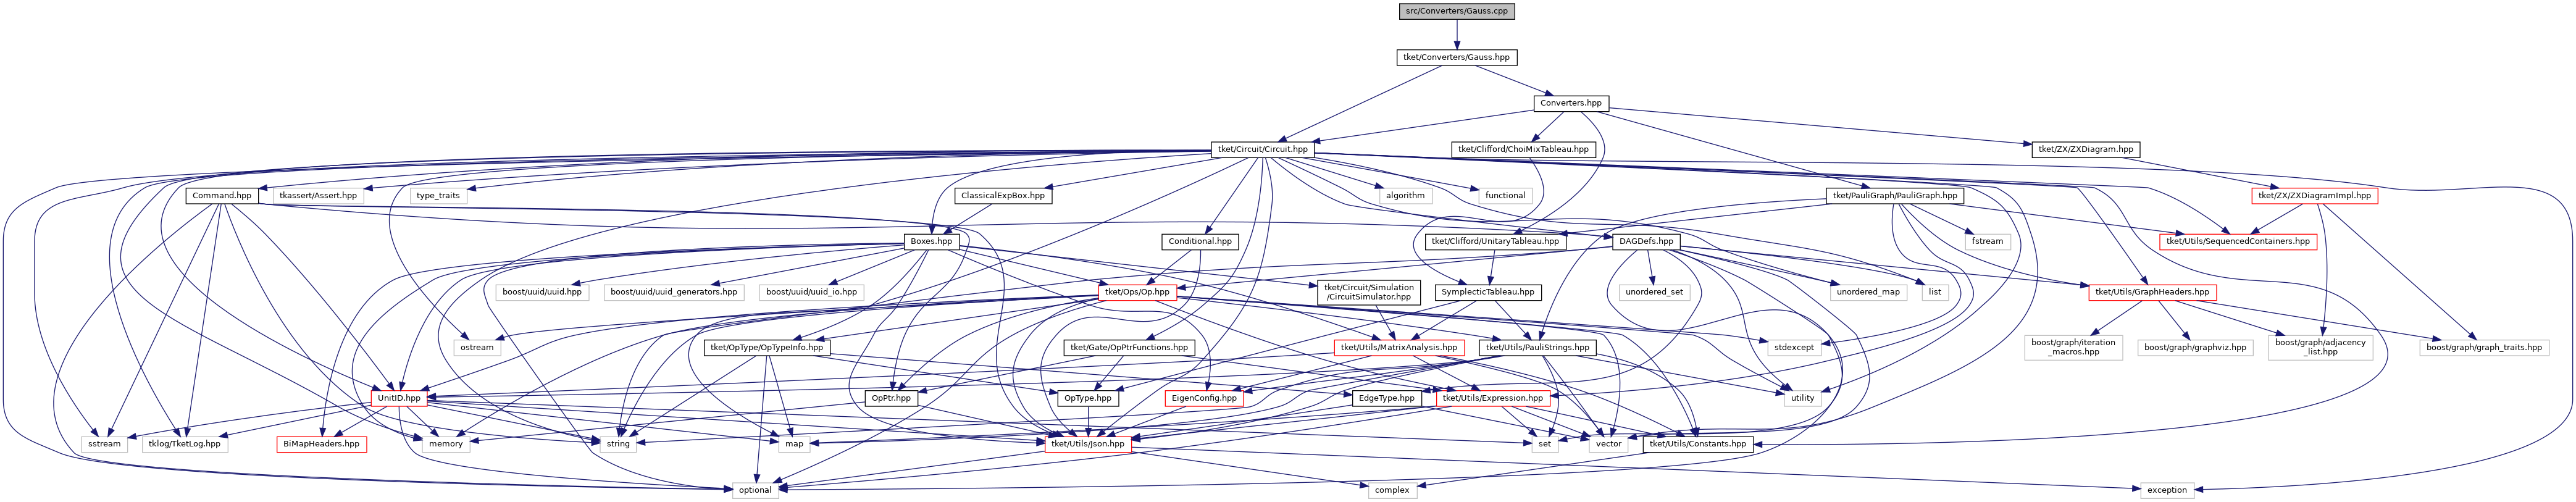 src/Converters/Gauss.cpp
tket/Converters/Gauss.hpp
Converters.hpp
tket/Circuit/Circuit.hpp
tket/Clifford/ChoiMixTableau.hpp
tket/ZX/ZXDiagram.hpp
Command.hpp
tkassert/Assert.hpp
type_traits
ClassicalExpBox.hpp
algorithm
functional
tket/PauliGraph/PauliGraph.hpp
tket/ZX/ZXDiagramImpl.hpp
Boxes.hpp
Conditional.hpp
tket/Clifford/UnitaryTableau.hpp
DAGDefs.hpp
fstream
tket/Utils/SequencedContainers.hpp
boost/uuid/uuid.hpp
boost/uuid/uuid_generators.hpp
boost/uuid/uuid_io.hpp
tket/Ops/Op.hpp
tket/Circuit/Simulation
/CircuitSimulator.hpp
SymplecticTableau.hpp
unordered_set
unordered_map
list
tket/Utils/GraphHeaders.hpp
ostream
tket/OpType/OpTypeInfo.hpp
tket/Gate/OpPtrFunctions.hpp
tket/Utils/MatrixAnalysis.hpp
tket/Utils/PauliStrings.hpp
stdexcept
boost/graph/iteration
_macros.hpp
boost/graph/graphviz.hpp
boost/graph/adjacency
_list.hpp
boost/graph/graph_traits.hpp
UnitID.hpp
OpPtr.hpp
OpType.hpp
EigenConfig.hpp
EdgeType.hpp
tket/Utils/Expression.hpp
utility
sstream
tklog/TketLog.hpp
BiMapHeaders.hpp
memory
string
map
tket/Utils/Json.hpp
set
vector
tket/Utils/Constants.hpp
optional
complex
exception